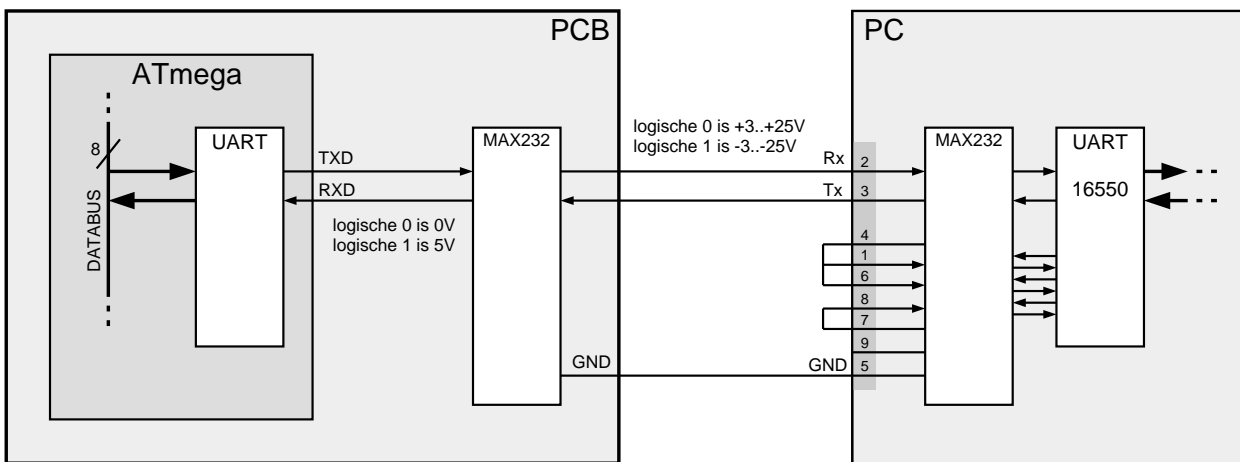 PCB
PC
ATmega
8
DATABUS
UART
TXD
RXD
logische 0 is 0V
logische 1 is 5V
MAX232
GND
logische 0 is +3..+25V
logische 1 is -3..-25V
Rx
Tx
GND
2
3
4
1
6
8
7
9
5
MAX232
UART
16550